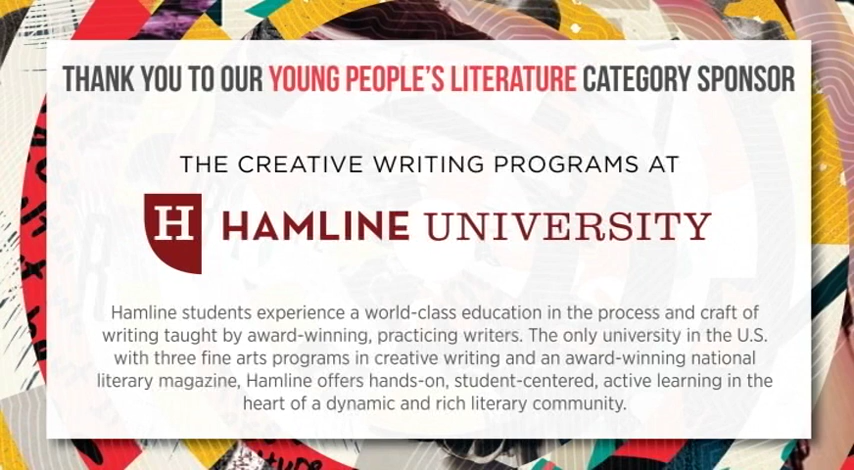 THANK YOU TO OUR YOUNG PEOPLE'S LITERATURE CATEGORY SPONSOR
THE CREATIVE WRITING PROGRAMS AT
H HAMLINE UNIVERSITY
Hamline students experience a world-class education in the process and craft of
writing taught by award-winning, practicing writers. The only university in the U.S.
with three fine arts programs in creative writing and an award-winning national
literary magazine, Hamline offers hands-on, student-centered, active learning in the
heart of a dynamic and rich literary community.